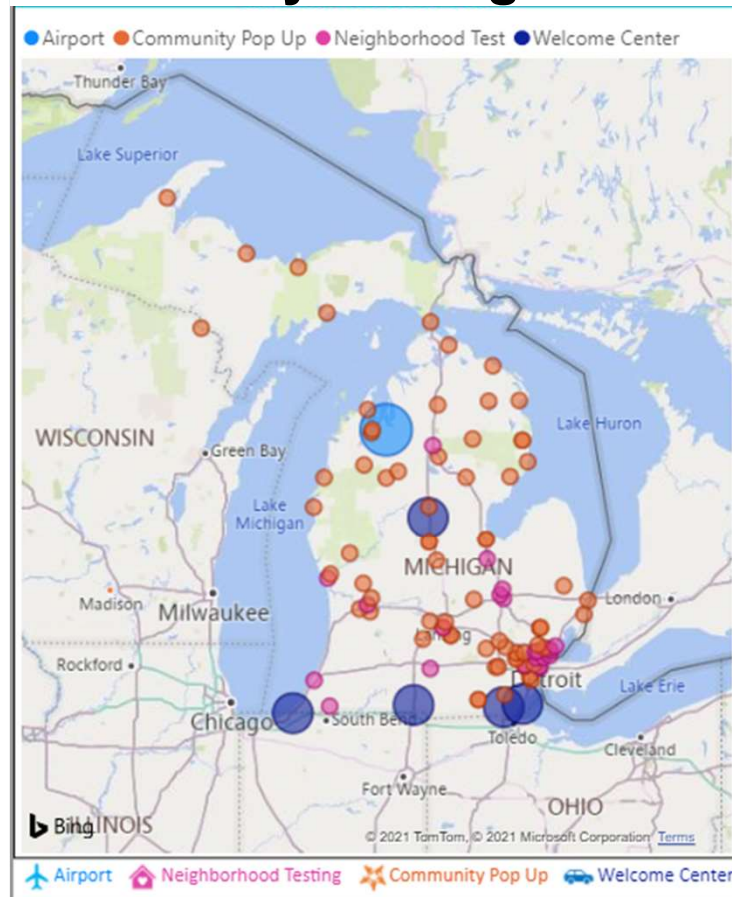 Airport Community Pop Up Neighborhood Test Welcome Center
Thunder Bay
Lake Superior
WISCONSIN
Green Bay
Lake Huron
Lake
Michigan
MICHIGAN
Madison
Milwaukee
London
Rockford
Detroit
Lake Erie
Chicago
South Bend
Toledo
Cleveland
Fort Wayne
OHIO
Bing
ILLINOIS
© 2021 TomTom, © 2021 Microsoft Corporation Terms
Airport Neighborhood Testing Community Pop Up Welcome Center